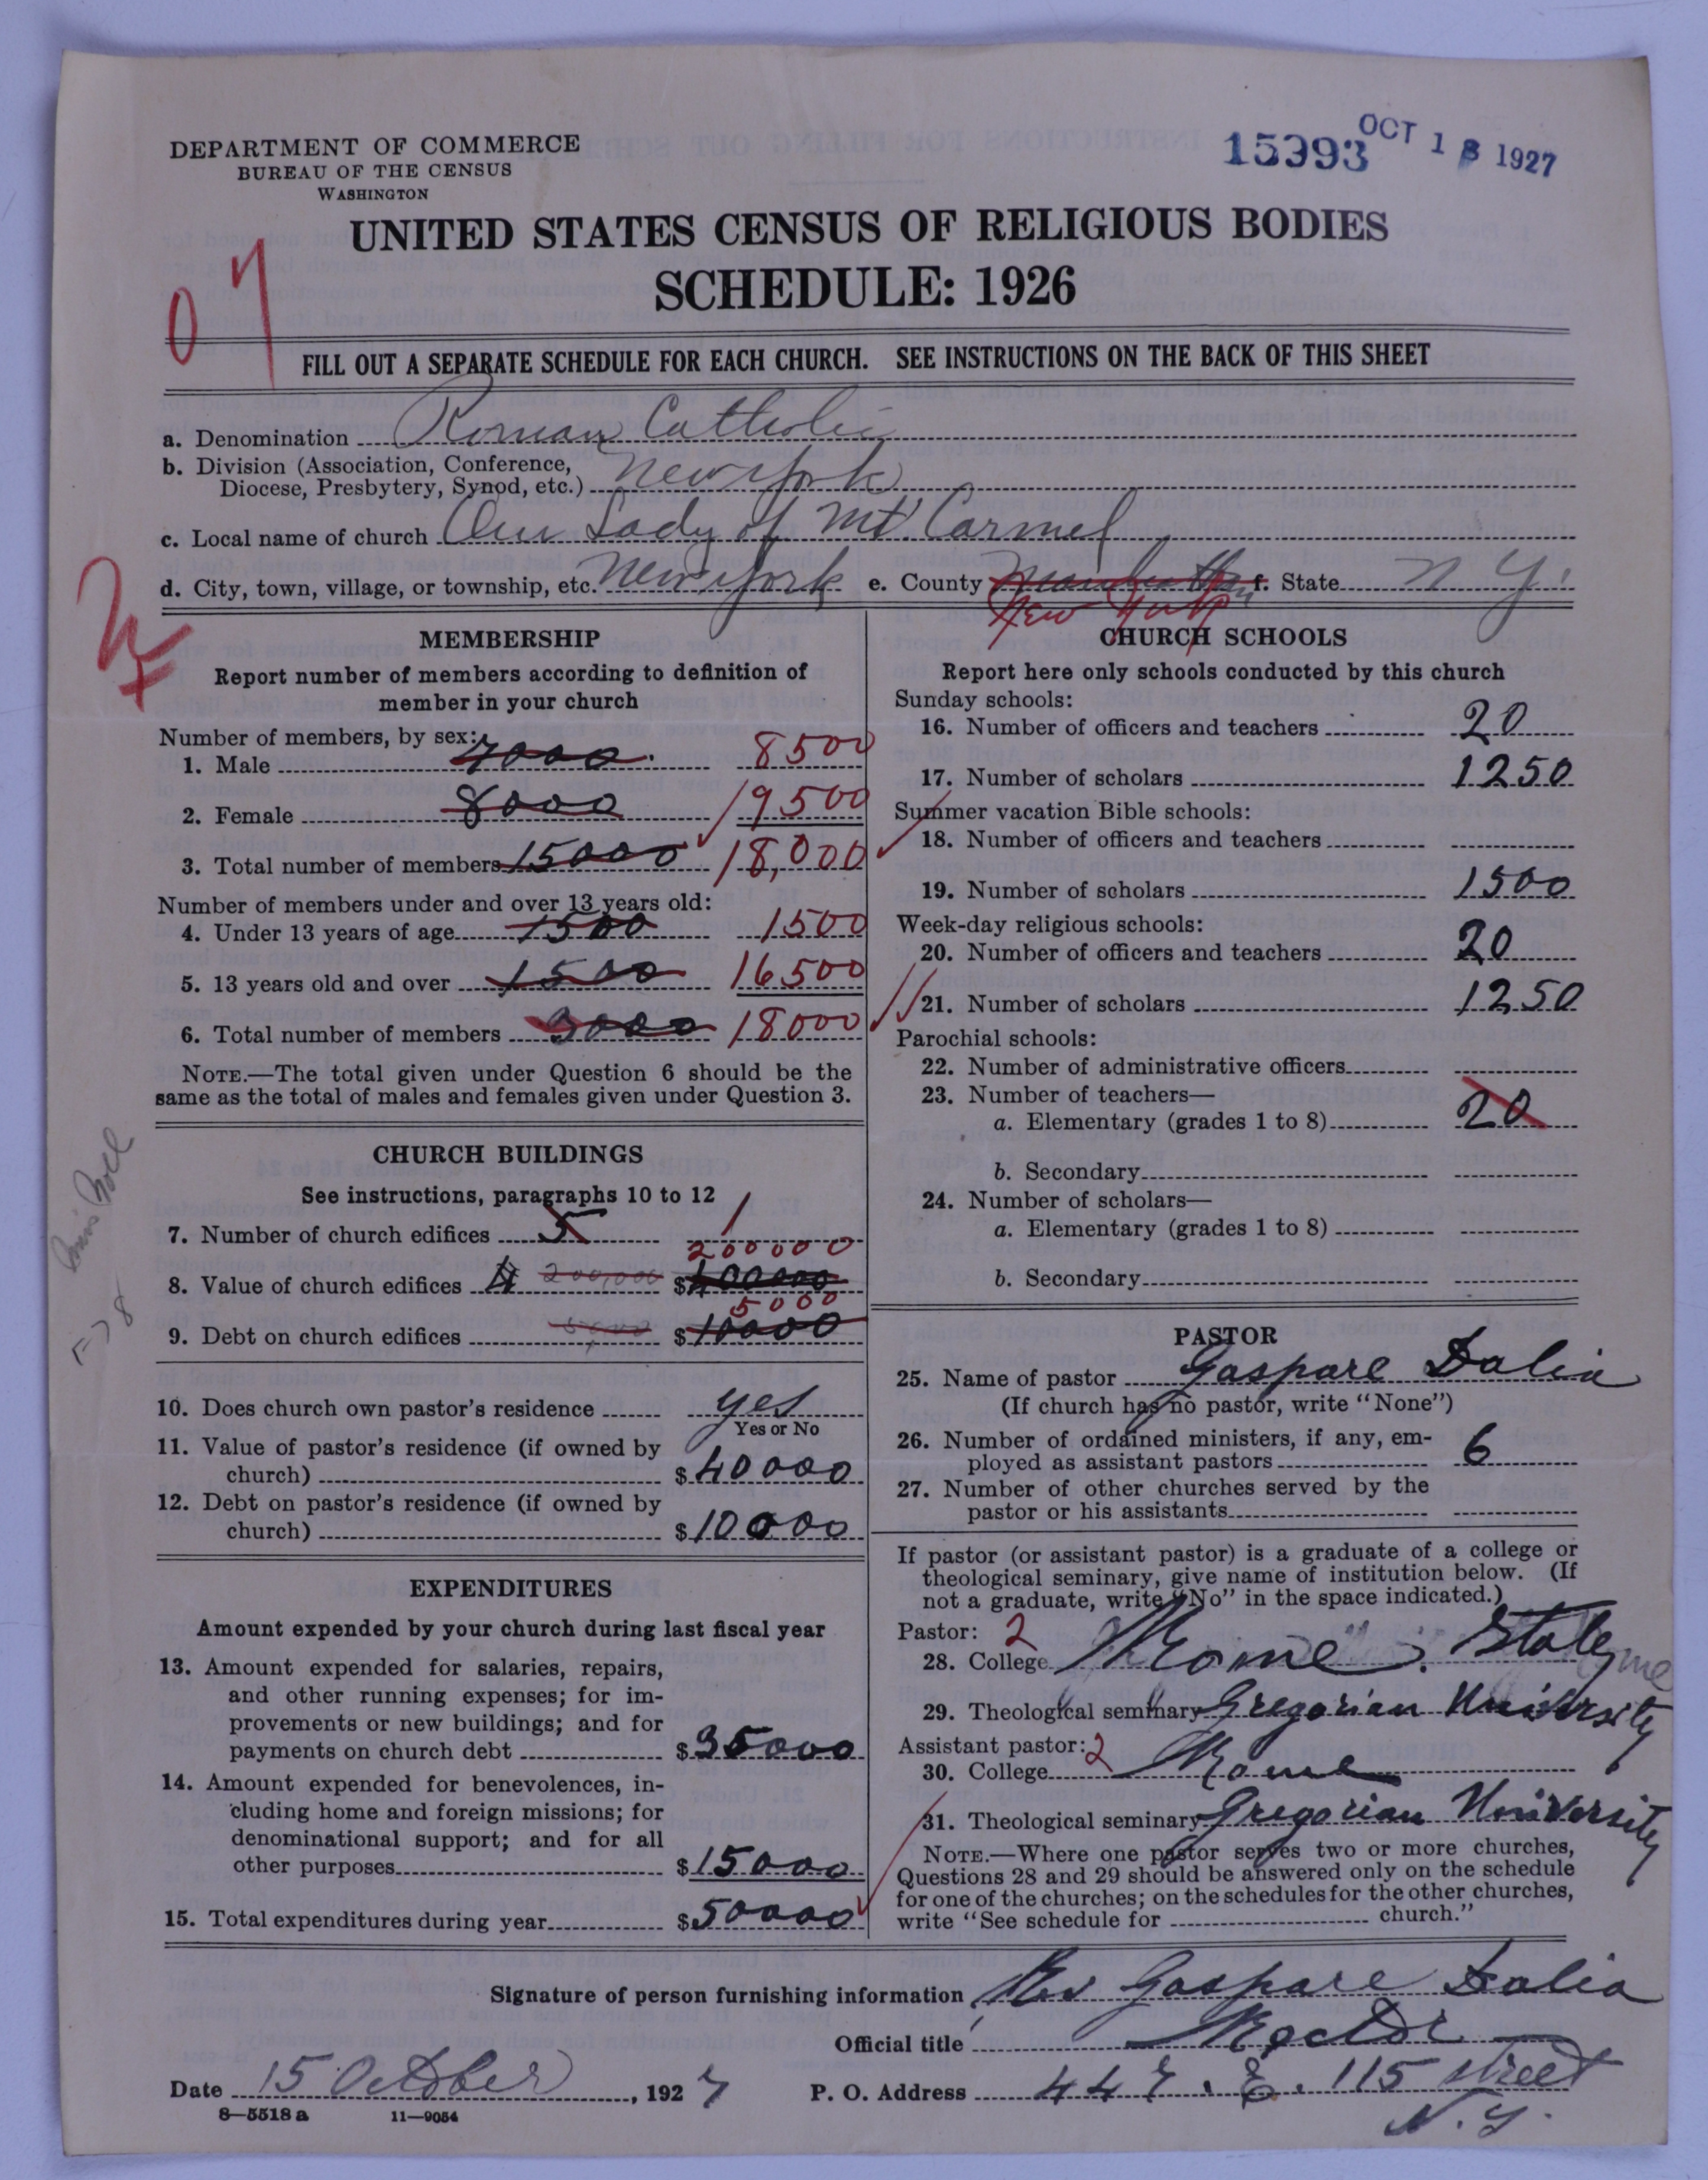 DEPARTMENT OF COMMERCE
BUREAU OF THE CENSUS
WASHINGTON
15993 OCT 18 1927
UNITED STATES CENSUS OF RELIGIOUS BODIES
SCHEDULE: 1926
07
FILL OUT A SEPARATE SCHEDULE FOR EACH CHURCH. SEE INSTRUCTIONS ON THE BACK OF THIS SHEET
a. Denomination Roman Catholic
b. Division (Association, Conference,
Diocese, Presbytery, Synod, etc.) New York
c. Local name of church Our Lady of Mt Carmel
d. City, town, village, or township, etc. New York e. County Manhattan f. State N Y.
New York
MEMBERSHIP
Report number of members according to definition of
member in your church
Number of members, by sex:
1. Male 7000. 8500
2. Female 8000 9500
3. Total number of members 15000 18,000
Number of members under and over 13 years old:
4. Under 13 years of age 1500 1500
5. 13 years old and over 1500 16500
6. Total number of members 3000 18000
NOTE.—The total given under Question 6 should be the
same as the total of males and females given under Question 3.
CHURCH BUILDINGS
See instructions, paragraphs 10 to 12
7. Number of church edifices 5 1
200000
8. Value of church edifices 200,000 $400000
5000
9. Debt on church edifices 5,000 $10000
10. Does church own pastor's residence yes
Yes or No
11. Value of pastor's residence (if owned by
church) $40000
12. Debt on pastor's residence (if owned by
church) $10000
EXPENDITURES
Amount expended by your church during last fiscal year
13. Amount expended for salaries, repairs,
and other running expenses; for im-
provements or new buildings; and for
payments on church debt $35000
14. Amount expended for benevolences, in-
cluding home and foreign missions; for
denominational support; and for all
other purposes $15000
15. Total expenditures during year $50000
CHURCH SCHOOLS
Report here only schools conducted by this church
Sunday schools:
16. Number of officers and teachers 20
17. Number of scholars 1250
Summer vacation Bible schools:
18. Number of officers and teachers
19. Number of scholars 1500
Week-day religious schools:
20. Number of officers and teachers 20
21. Number of scholars 1250
Parochial schools:
22. Number of administrative officers
23. Number of teachers—
a. Elementary (grades 1 to 8) 20
b. Secondary
24. Number of scholars—
a. Elementary (grades 1 to 8)
b. Secondary
PASTOR
25. Name of pastor Gaspare Dalia
(If church has no pastor, write "None")
26. Number of ordained ministers, if any, em-
ployed as assistant pastors 6
27. Number of other churches served by the
pastor or his assistants
If pastor (or assistant pastor) is a graduate of a college or
theological seminary, give name of institution below. (If
not a graduate, write "No" in the space indicated.)
Pastor: 2
28. College Rome. State
29. Theological seminary Gregorian University
Assistant pastor: 2
30. College Rome
31. Theological seminary Gregorian University
NOTE.—Where one pastor serves two or more churches,
Questions 28 and 29 should be answered only on the schedule
for one of the churches; on the schedules for the other churches,
write "See schedule for church."
Signature of person furnishing information Rev Gaspare Dalia
Official title Rector
Date 15 October, 1927 P. O. Address 447. E. 115 street
N. Y.
8—5518 a 11—9054